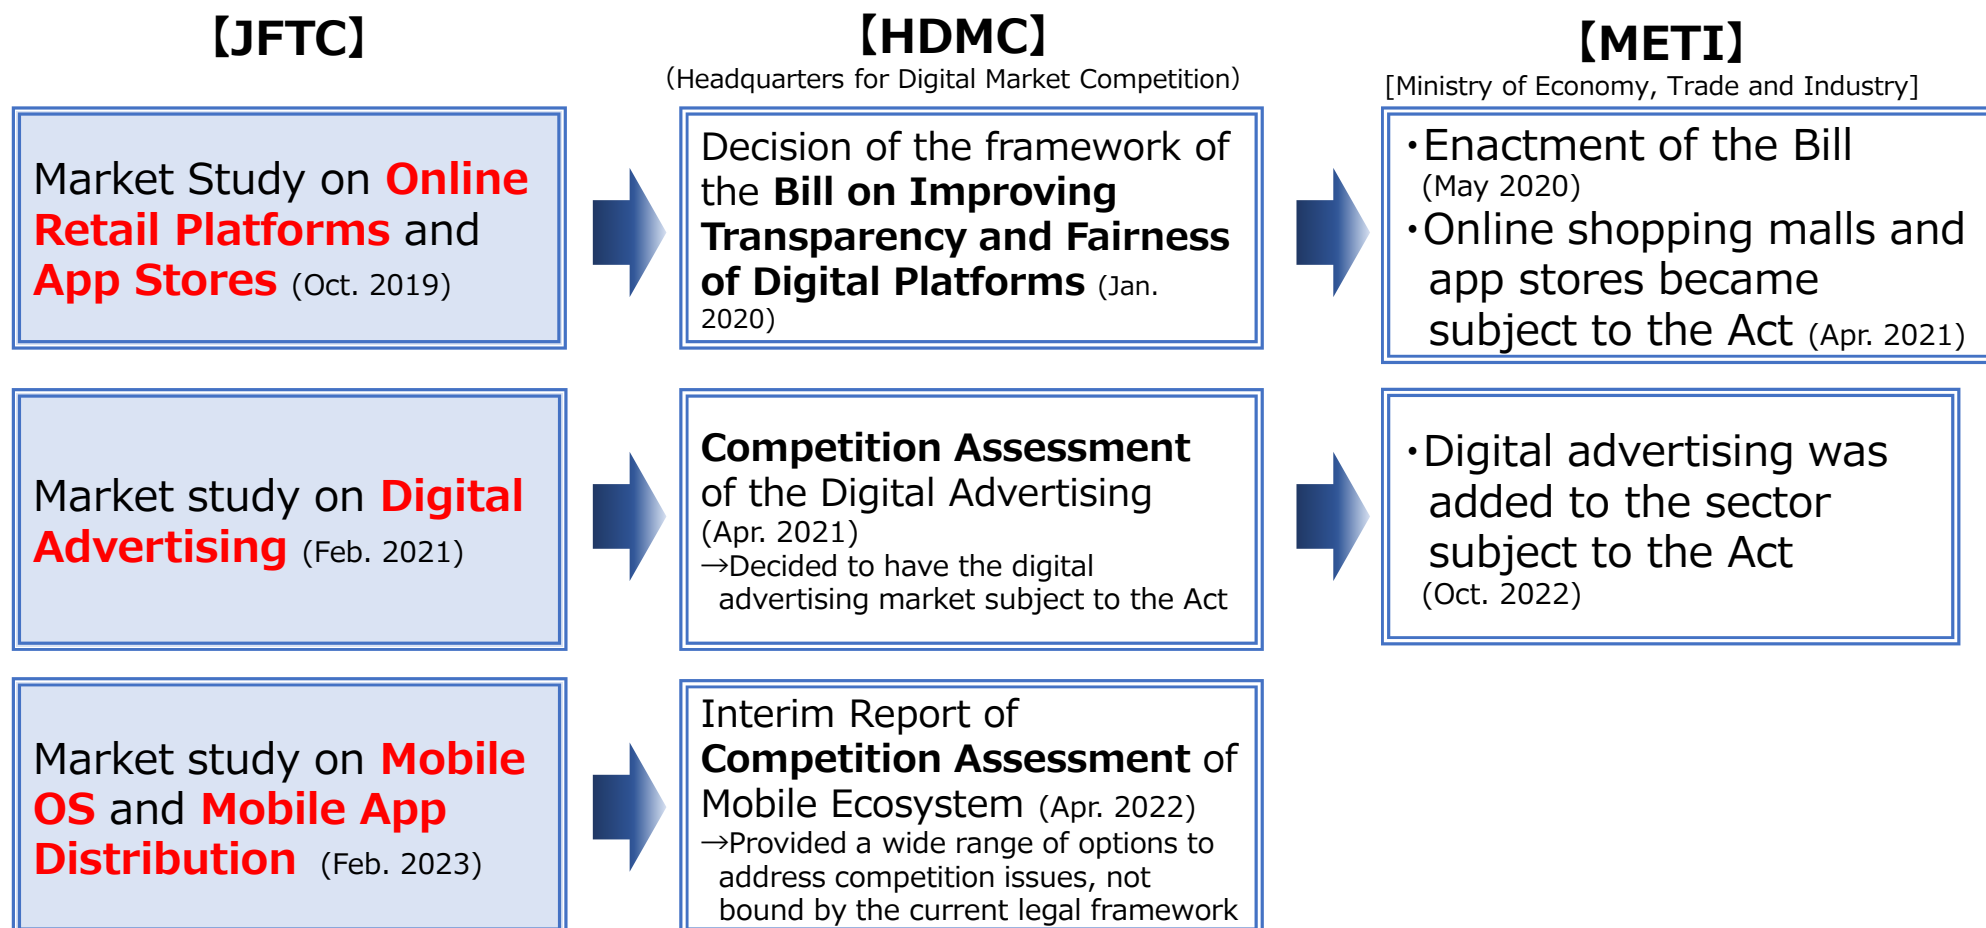 【JFTC】
【HDMC】
（Headquarters for Digital Market Competition）
【METI】
[Ministry of Economy, Trade and Industry]
Market Study on Online
Retail Platforms and
App Stores (Oct. 2019)
Decision of the framework of
the Bill on Improving
Transparency and Fairness
of Digital Platforms (Jan.
2020)
・Enactment of the Bill
(May 2020)
・Online shopping malls and
app stores became
subject to the Act (Apr. 2021)
Market study on Digital
Advertising (Feb. 2021)
Competition Assessment
of the Digital Advertising
(Apr. 2021)
→Decided to have the digital
advertising market subject to the Act
・Digital advertising was
added to the sector
subject to the Act
(Oct. 2022)
Market study on Mobile
OS and Mobile App
Distribution (Feb. 2023)
Interim Report of
Competition Assessment of
Mobile Ecosystem (Apr. 2022)
→Provided a wide range of options to
address competition issues, not
bound by the current legal framework